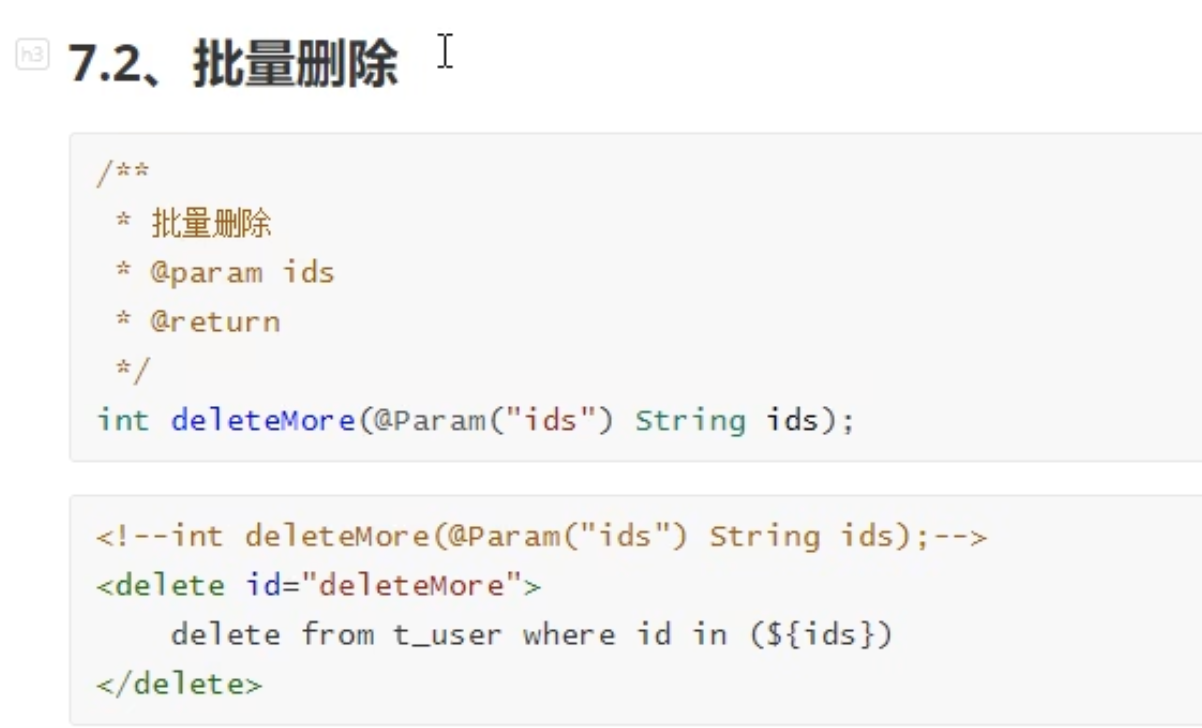 h3
7.2、批量删除
/**
 * 批量删除
 * @param ids
 * @return
 */
int deleteMore(@Param("ids") String ids);
<!--int deleteMore(@Param("ids") String ids);-->
<delete id="deleteMore">
    delete from t_user where id in (${ids})
</delete>